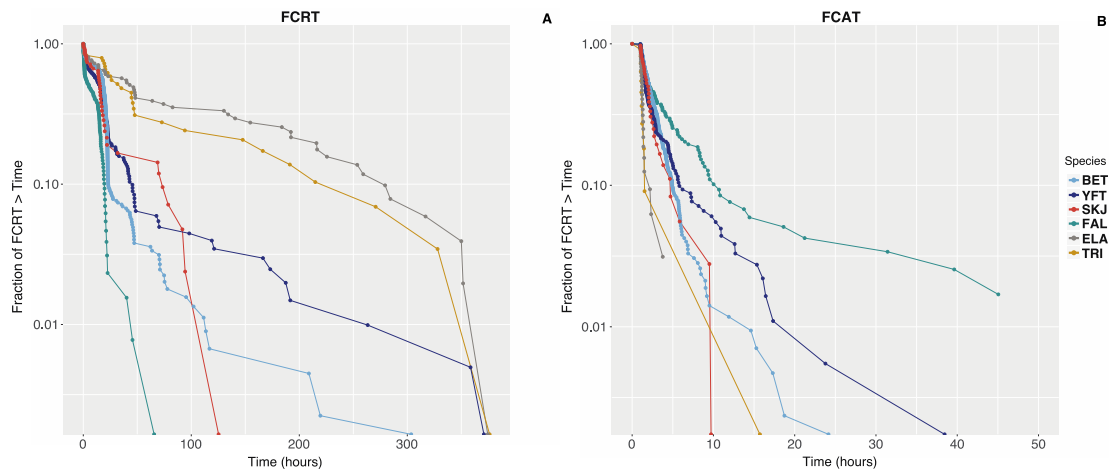 FCRT
A
1.00
0.10
0.01
Fraction of FCRT > Time
0
100
200
300
Time (hours)
FCAT
B
1.00
0.10
0.01
Fraction of FCRT > Time
0
10
20
30
40
50
Time (hours)
Species
BET
YFT
SKJ
FAL
ELA
TRI